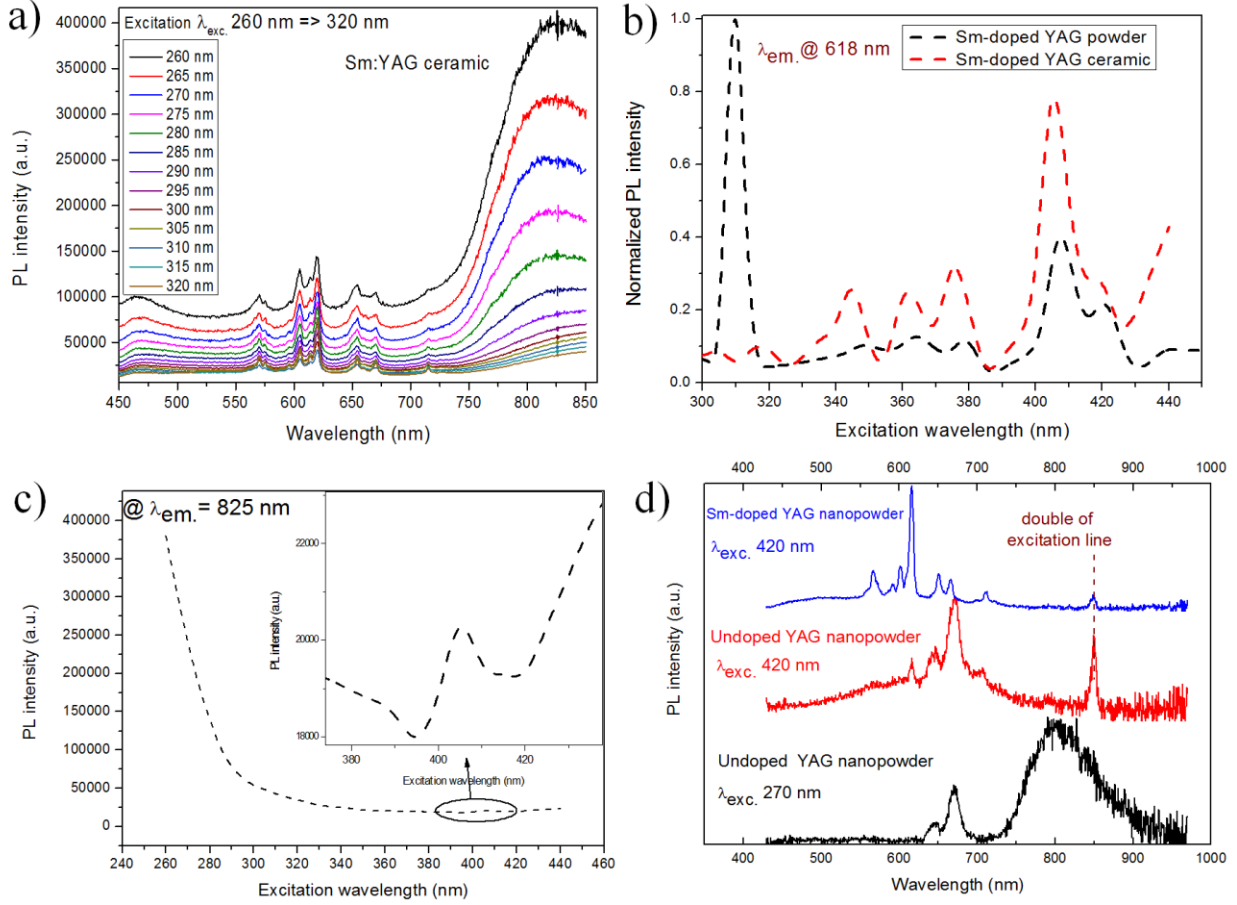 a)
Excitation λexc. 260 nm => 320 nm
Sm:YAG ceramic
260 nm
265 nm
270 nm
275 nm
280 nm
285 nm
290 nm
295 nm
300 nm
305 nm
310 nm
315 nm
320 nm
PL intensity (a.u.)
400000
350000
300000
250000
200000
150000
100000
50000
450 500 550 600 650 700 750 800 850
Wavelength (nm)
b)
λem. @ 618 nm
Sm-doped YAG powder
Sm-doped YAG ceramic
Normalized PL intensity
1.0
0.8
0.6
0.4
0.2
0.0
300 320 340 360 380 400 420 440
Excitation wavelength (nm)
c)
@ λem. = 825 nm
PL intensity (a.u.)
400000
350000
300000
250000
200000
150000
100000
50000
0
240 260 280 300 320 340 360 380 400 420 440 460
Excitation wavelength (nm)
PL intensity (a.u)
22000
20000
18000
380 400 420
Excitation wavelength (nm)
d)
400 500 600 700 800 900 1000
Sm-doped YAG nanopowder
λexc. 420 nm
double of
excitation line
Undoped YAG nanopowder
λexc. 420 nm
Undoped YAG nanopowder
λexc. 270 nm
PL intensity (a.u.)
400 500 600 700 800 900 1000
Wavelength (nm)